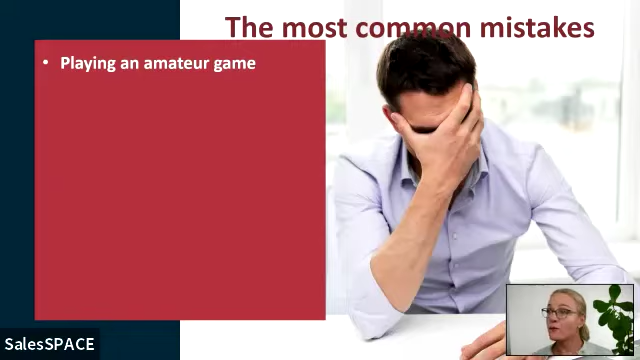 The most common mistakes
• Playing an amateur game
SalesSPACE